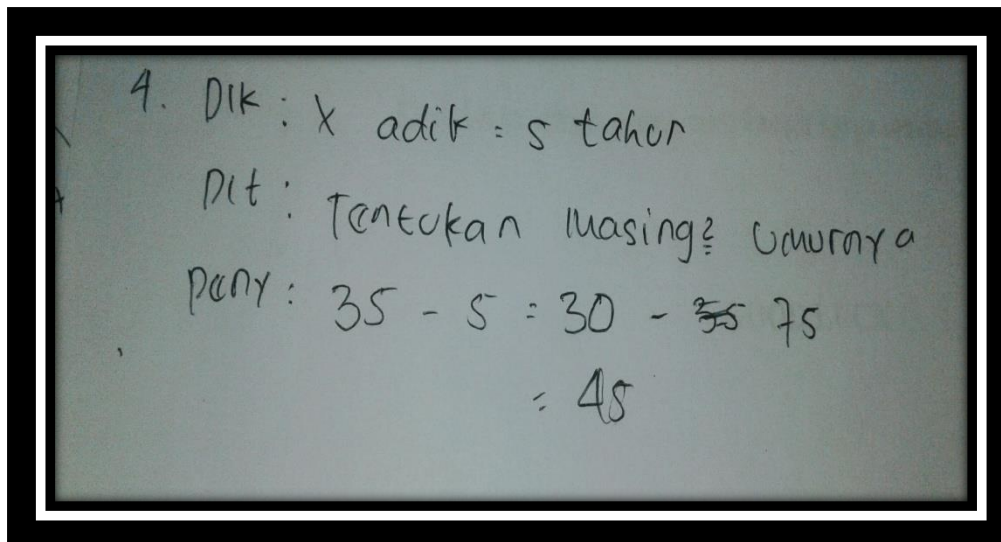 4. Dik : X adik = 5 tahun
Dit : Tentukan masing2 umurnya
Peny : 35 - 5 = 30 - 75
= 45